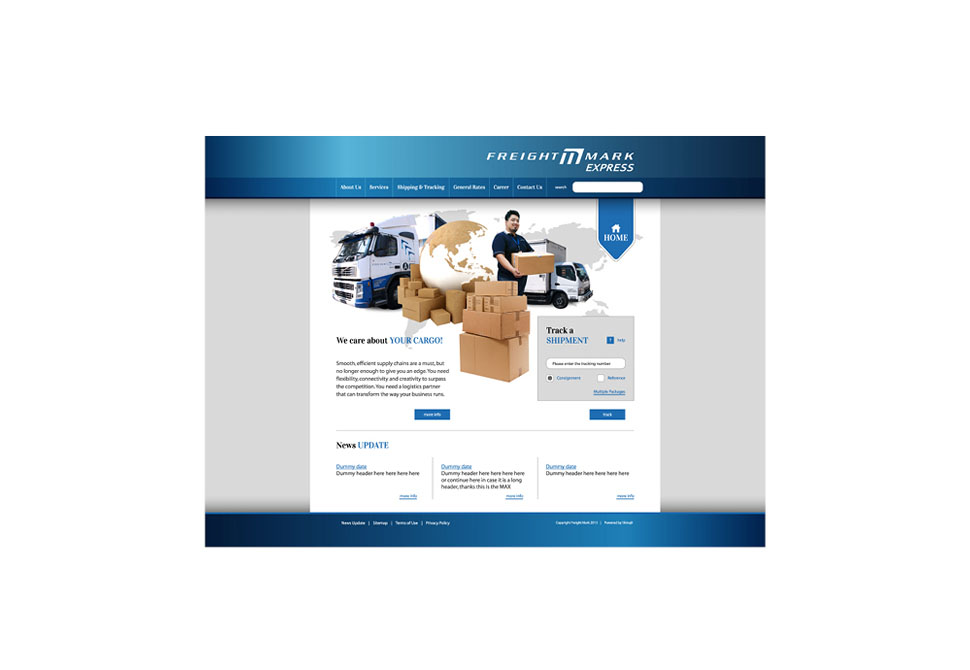 FREIGHT MARK
EXPRESS
About Us
Services
Shipping & Tracking
General Rates
Career
Contact Us
search
HOME
Track a
SHIPMENT
? help
Please enter the tracking number
Consignment
Reference
Multiple Packages
track
We care about YOUR CARGO!
Smooth, efficient supply chains are a must, but
no longer enough to give you an edge. You need
flexibility, connectivity and creativity to surpass
the competition. You need a logistics partner
that can transform the way your business runs.
more info
News UPDATE
Dummy date
Dummy header here here here here
more info
Dummy date
Dummy header here here here here
or continue here in case it is a long
header, thanks this is the MAX
more info
Dummy date
Dummy header here here here here
more info
News Update | Sitemap | Terms of Use | Privacy Policy
Copyright Freight Mark 2011 | Powered by